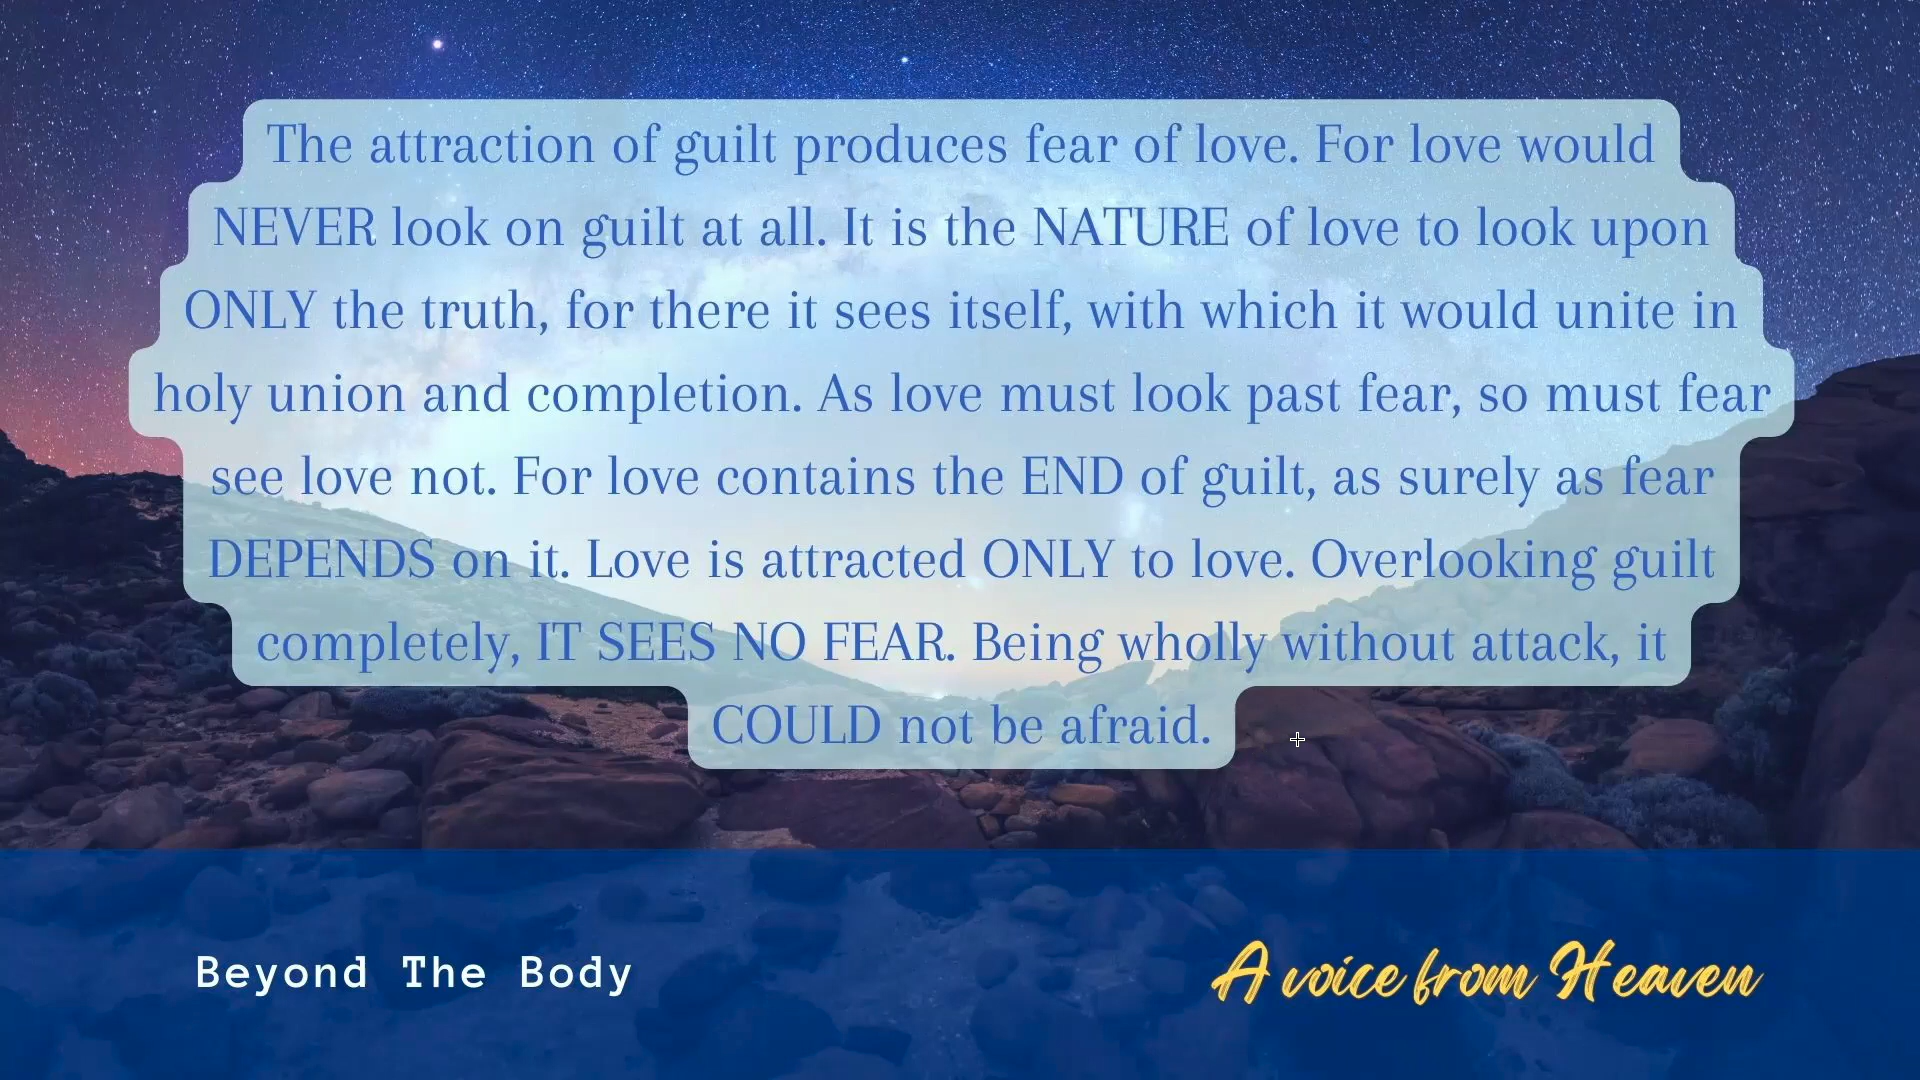 The attraction of guilt produces fear of love. For love would
NEVER look on guilt at all. It is the NATURE of love to look upon
ONLY the truth, for there it sees itself, with which it would unite in
holy union and completion. As love must look past fear, so must fear
see love not. For love contains the END of guilt, as surely as fear
DEPENDS on it. Love is attracted ONLY to love. Overlooking guilt
completely, IT SEES NO FEAR. Being wholly without attack, it
COULD not be afraid.
Beyond The Body
A voice from Heaven